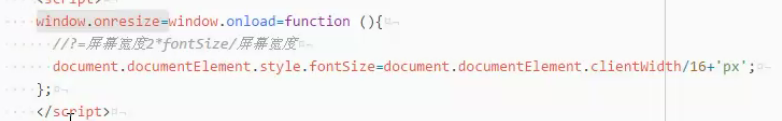 <script>
window.onresize=window.onload=function (){
//?=屏幕宽度2*fontSize/屏幕宽度
document.documentElement.style.fontSize=document.documentElement.clientWidth/16+'px';
};
</script>